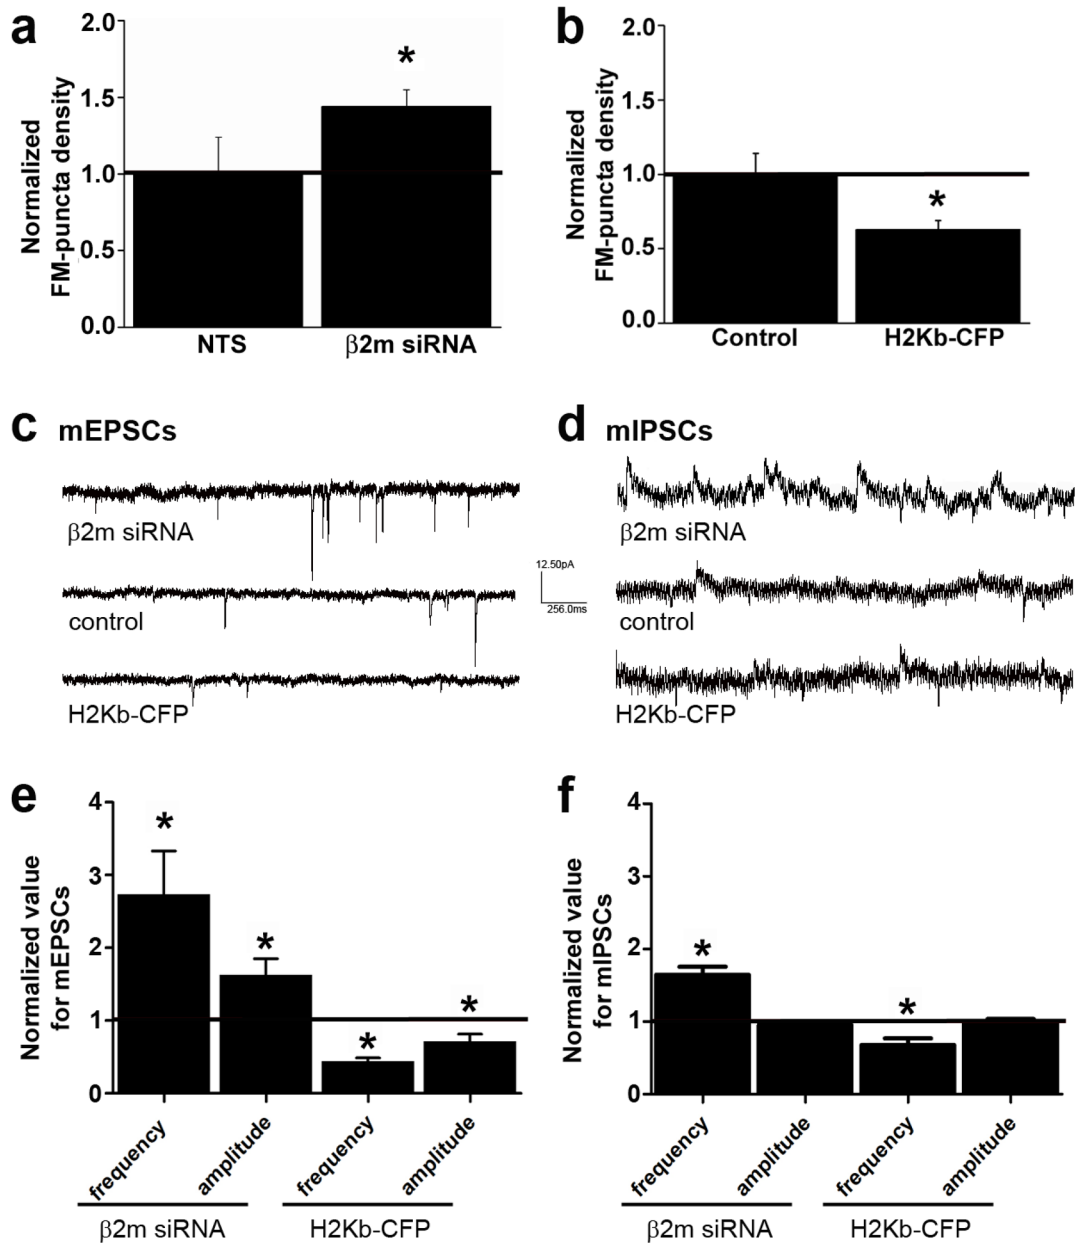 a
2.0
1.5
1.0
0.5
0.0
Normalized
FM-puncta density
*
NTS
β2m siRNA
b
2.0
1.5
1.0
0.5
0.0
Normalized
FM-puncta density
*
Control
H2Kb-CFP
c mEPSCs
β2m siRNA
control
H2Kb-CFP
12.50pA
256.0ms
d mIPSCs
β2m siRNA
control
H2Kb-CFP
e
4
3
2
1
0
Normalized value
for mEPSCs
*
*
*
*
frequency
amplitude
frequency
amplitude
β2m siRNA
H2Kb-CFP
f
4
3
2
1
0
Normalized value
for mIPSCs
*
*
frequency
amplitude
frequency
amplitude
β2m siRNA
H2Kb-CFP